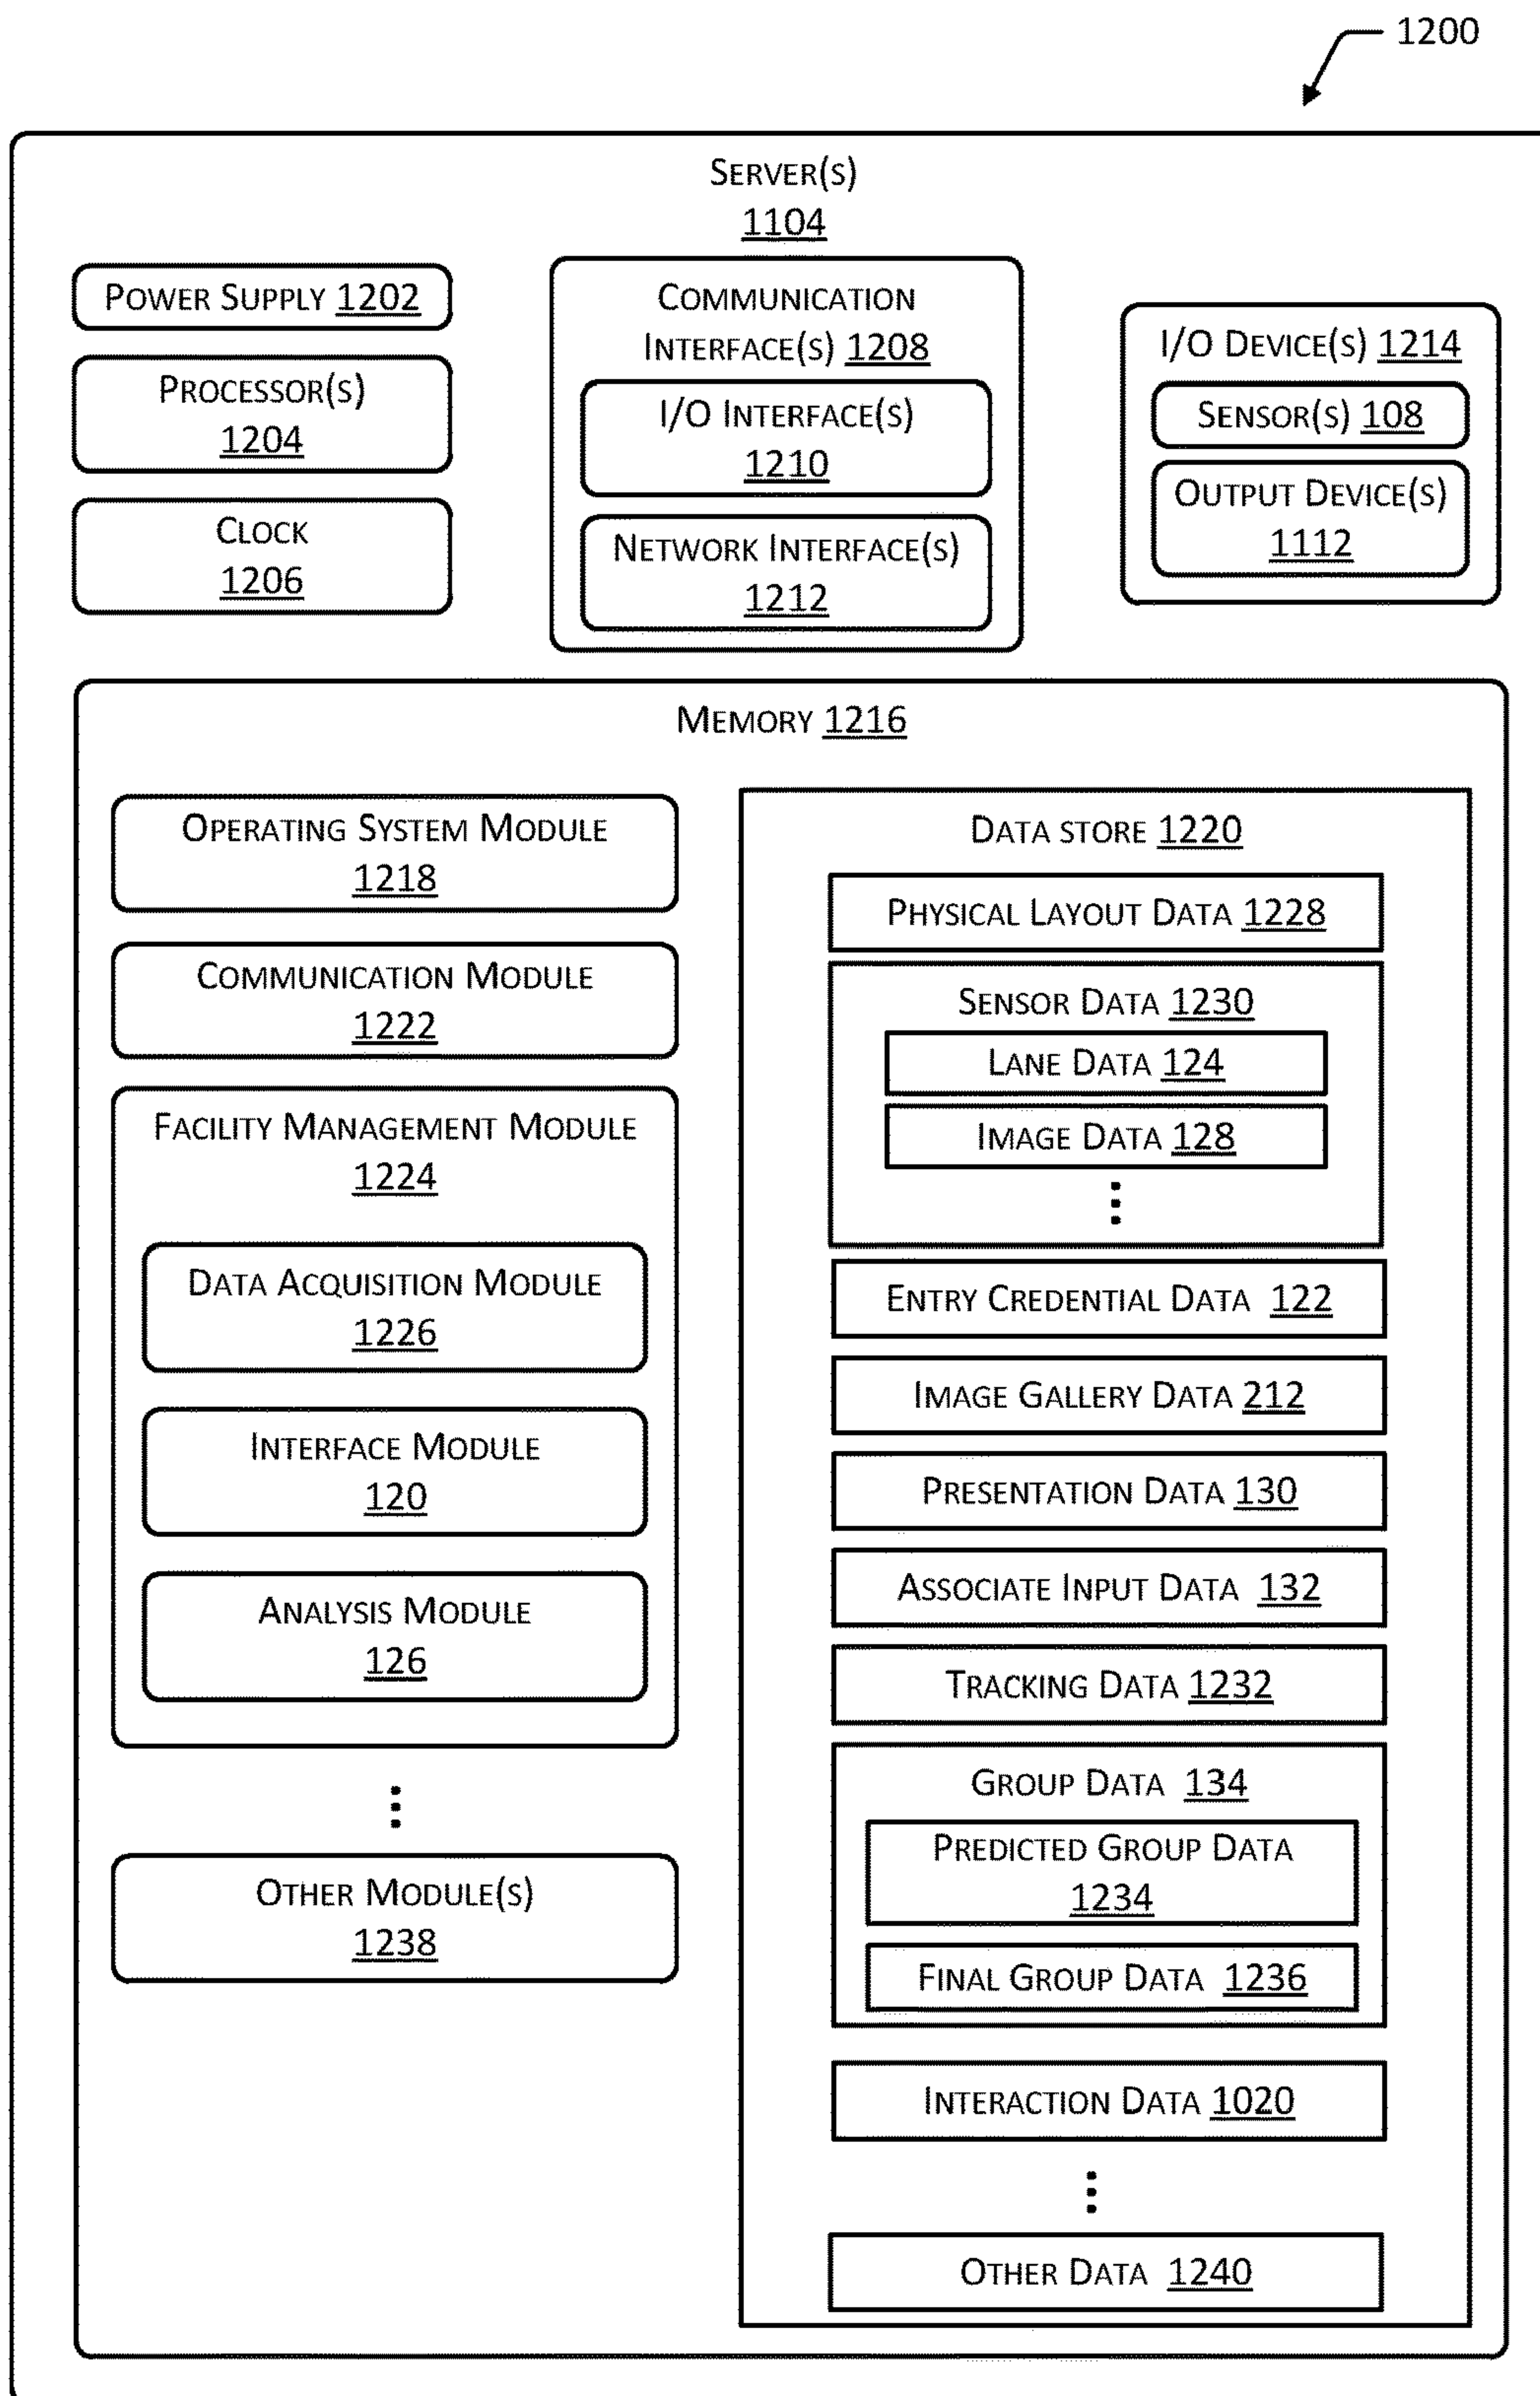 1200
SERVER(S)
1104
POWER SUPPLY 1202
PROCESSOR(S)
1204
CLOCK
1206
COMMUNICATION
INTERFACE(S) 1208
I/O INTERFACE(S)
1210
NETWORK INTERFACE(S)
1212
I/O DEVICE(S) 1214
SENSOR(S) 108
OUTPUT DEVICE(S)
1112
MEMORY 1216
OPERATING SYSTEM MODULE
1218
COMMUNICATION MODULE
1222
FACILITY MANAGEMENT MODULE
1224
DATA ACQUISITION MODULE
1226
INTERFACE MODULE
120
ANALYSIS MODULE
126
OTHER MODULE(S)
1238
DATA STORE 1220
PHYSICAL LAYOUT DATA 1228
SENSOR DATA 1230
LANE DATA 124
IMAGE DATA 128
ENTRY CREDENTIAL DATA 122
IMAGE GALLERY DATA 212
PRESENTATION DATA 130
ASSOCIATE INPUT DATA 132
TRACKING DATA 1232
GROUP DATA 134
PREDICTED GROUP DATA
1234
FINAL GROUP DATA 1236
INTERACTION DATA 1020
OTHER DATA 1240